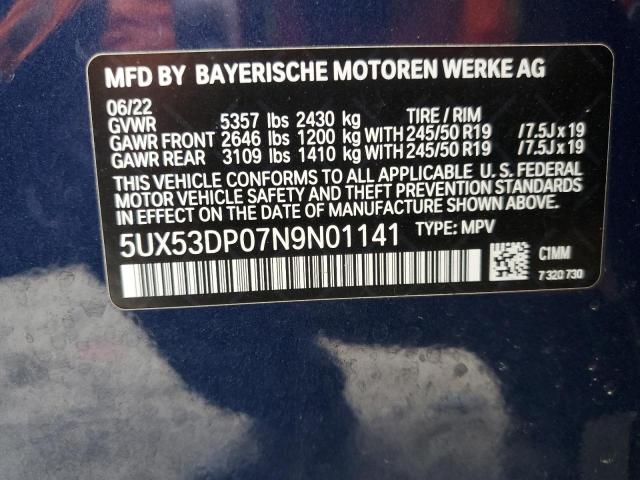 MFD BY BAYERISCHE MOTOREN WERKE AG
06/22
GVWR 5357 lbs 2430 kg TIRE / RIM
GAWR FRONT 2646 lbs 1200 kg WITH 245/50 R19 /7.5J x 19
GAWR REAR 3109 lbs 1410 kg WITH 245/50 R19 /7.5J x 19
THIS VEHICLE CONFORMS TO ALL APPLICABLE U. S. FEDERAL
MOTOR VEHICLE SAFETY AND THEFT PREVENTION STANDARDS
IN EFFECT ON THE DATE OF MANUFACTURE SHOWN ABOVE.
5UX53DP07N9N01141 TYPE: MPV
C1MM
7 320 730